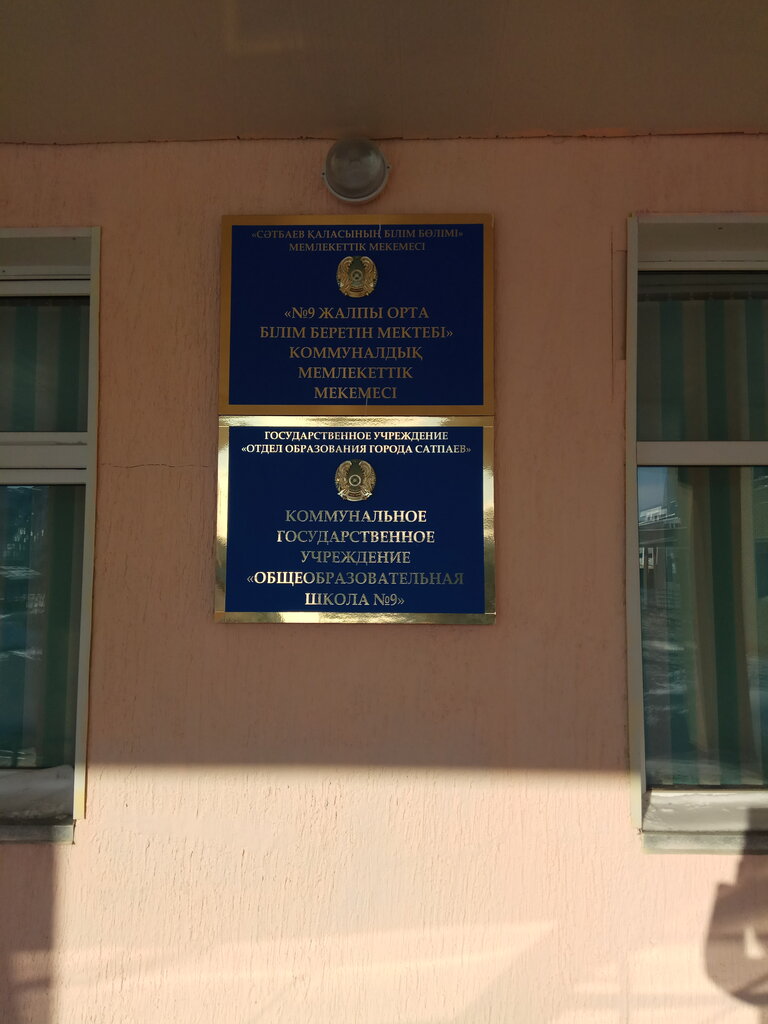 «СӘТБАЕВ ҚАЛАСЫНЫҢ БІЛІМ БӨЛІМІ»
МЕМЛЕКЕТТІК МЕКЕМЕСІ
«№9 ЖАЛПЫ ОРТА
БІЛІМ БЕРЕТІН МЕКТЕБІ»
КОММУНАЛДЫҚ
МЕМЛЕКЕТТІК
МЕКЕМЕСІ
ГОСУДАРСТВЕННОЕ УЧРЕЖДЕНИЕ
«ОТДЕЛ ОБРАЗОВАНИЯ ГОРОДА САТПАЕВ»
КОММУНАЛЬНОЕ
ГОСУДАРСТВЕННОЕ
УЧРЕЖДЕНИЕ
«ОБЩЕОБРАЗОВАТЕЛЬНАЯ
ШКОЛА №9»